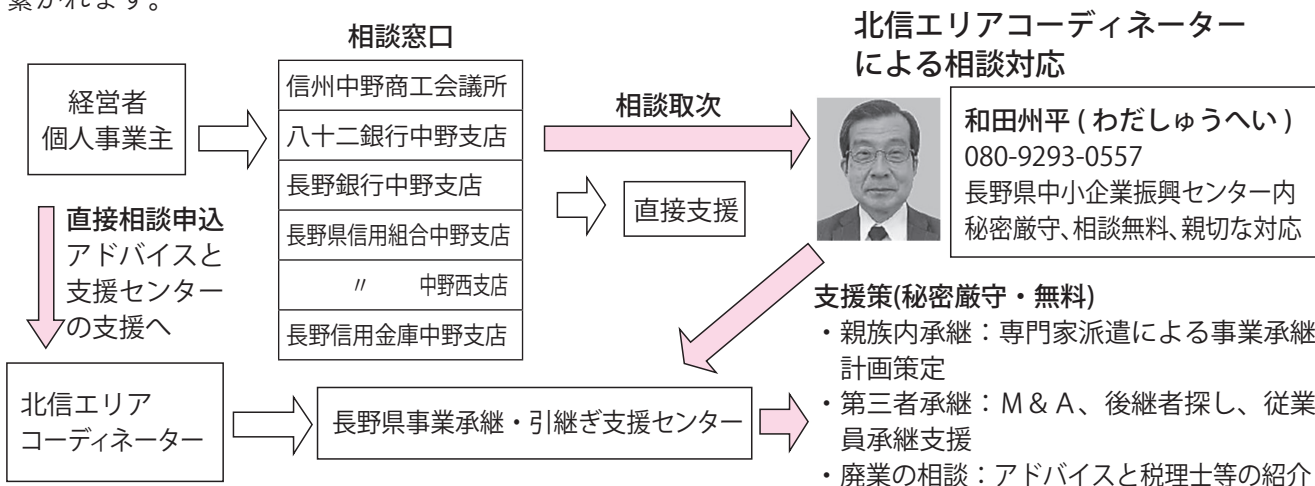 繋がれます。
経営者
個人事業主
相談窓口
信州中野商工会議所
八十二銀行中野支店
長野銀行中野支店
長野県信用組合中野支店
〃 中野西支店
長野信用金庫中野支店
相談取次
直接支援
北信エリアコーディネーター
による相談対応
和田州平 ( わだしゅうへい )
080-9293-0557
長野県中小企業振興センター内
秘密厳守、相談無料、親切な対応
直接相談申込
アドバイスと
支援センター
の支援へ
北信エリア
コーディネーター
長野県事業承継・引継ぎ支援センター
支援策(秘密厳守・無料)
・親族内承継：専門家派遣による事業承継
計画策定
・第三者承継：Ｍ＆Ａ、後継者探し、従業
員承継支援
・廃業の相談：アドバイスと税理士等の紹介